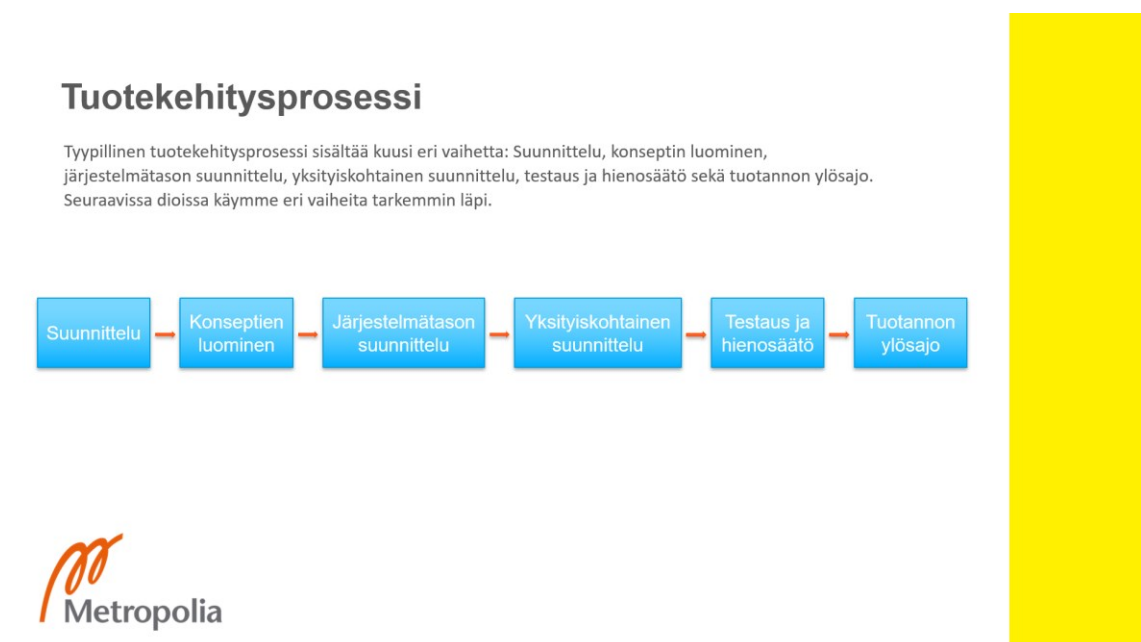 Tuotekehitysprosessi
Tyypillinen tuotekehitysprosessi sisältää kuusi eri vaihetta: Suunnittelu, konseptin luominen,
järjestelmätason suunnittelu, yksityiskohtainen suunnittelu, testaus ja hienosäätö sekä tuotannon ylösajo.
Seuraavissa dioissa käymme eri vaiheita tarkemmin läpi.
Suunnittelu
Konseptien
luominen
Järjestelmätason
suunnittelu
Yksityiskohtainen
suunnittelu
Testaus ja
hienosäätö
Tuotannon
ylösajo
Metropolia